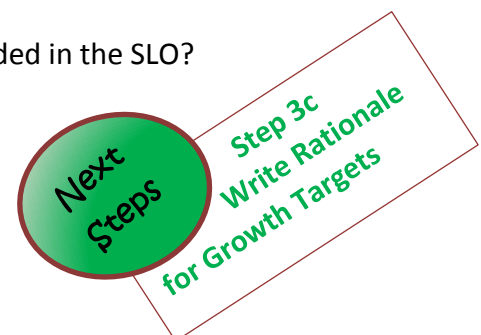 ded in the SLO?
Next
Steps
Step 3c
Write Rationale
for Growth Targets